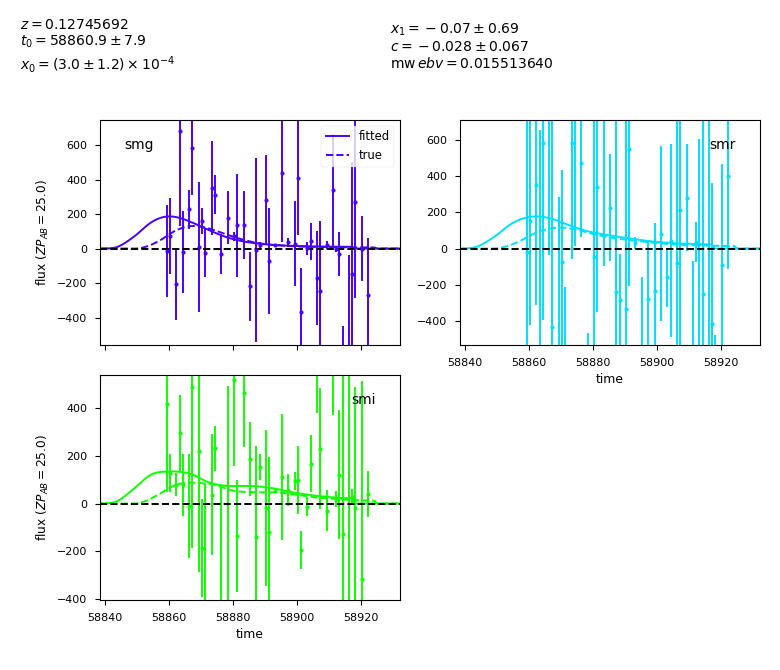 z = 0.12745692
t₀ = 58860.9 ± 7.9
x₀ = (3.0 ± 1.2) × 10⁻⁴
x₁ = −0.07 ± 0.69
c = −0.028 ± 0.067
mw ebv = 0.015513640
smg
fitted
true
flux (ZP_AB = 25.0)
600
400
200
0
−200
−400
smr
600
400
200
0
−200
−400
58840 58860 58880 58900 58920
time
smi
flux (ZP_AB = 25.0)
400
200
0
−200
−400
58840 58860 58880 58900 58920
time